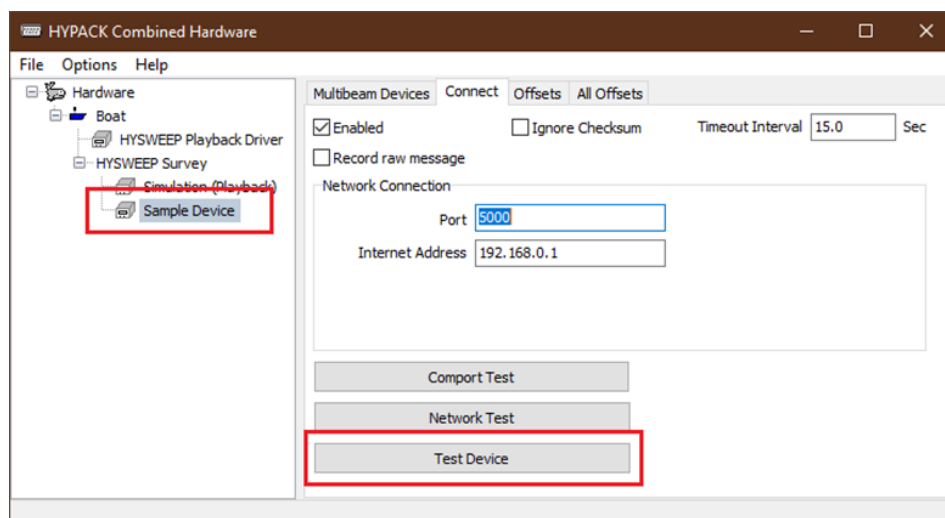 HYPACK Combined Hardware
File Options Help
Hardware
Boat
HYSWEEP Playback Driver
HYSWEEP Survey
Simulation (Playback)
Sample Device
Multibeam Devices Connect Offsets All Offsets
Enabled Ignore Checksum Timeout Interval 15.0 Sec
Record raw message
Network Connection
Port 5000
Internet Address 192.168.0.1
Comport Test
Network Test
Test Device